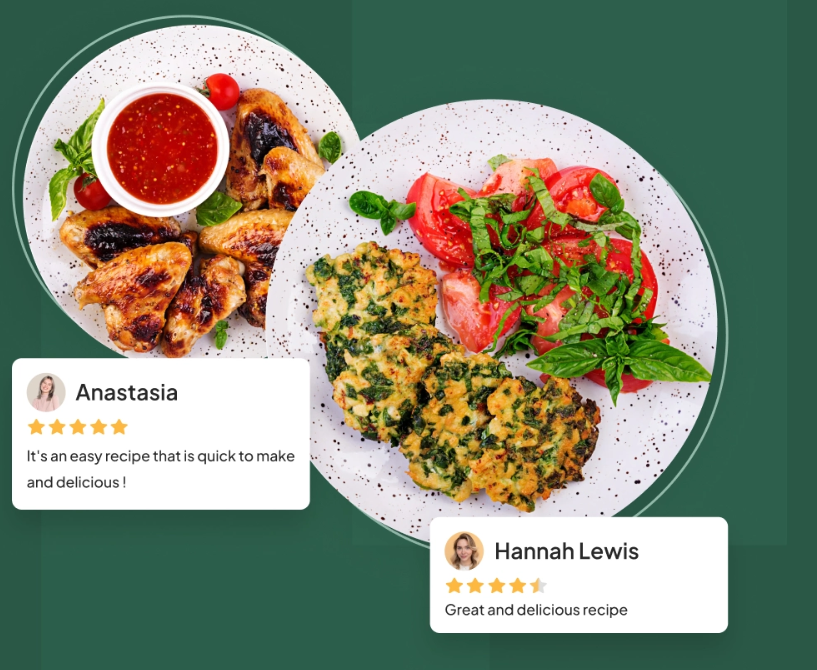 Anastasia
It's an easy recipe that is quick to make
and delicious !
Hannah Lewis
Great and delicious recipe